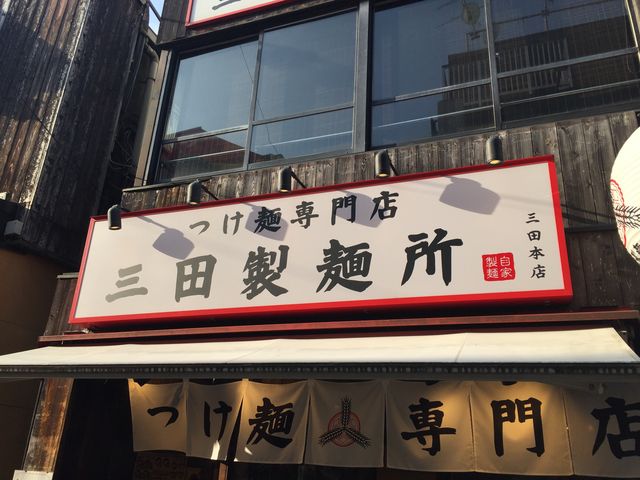 つけ麺専門店
三田製麺所
自家
製麺
三田本店
つけ麺 専門店